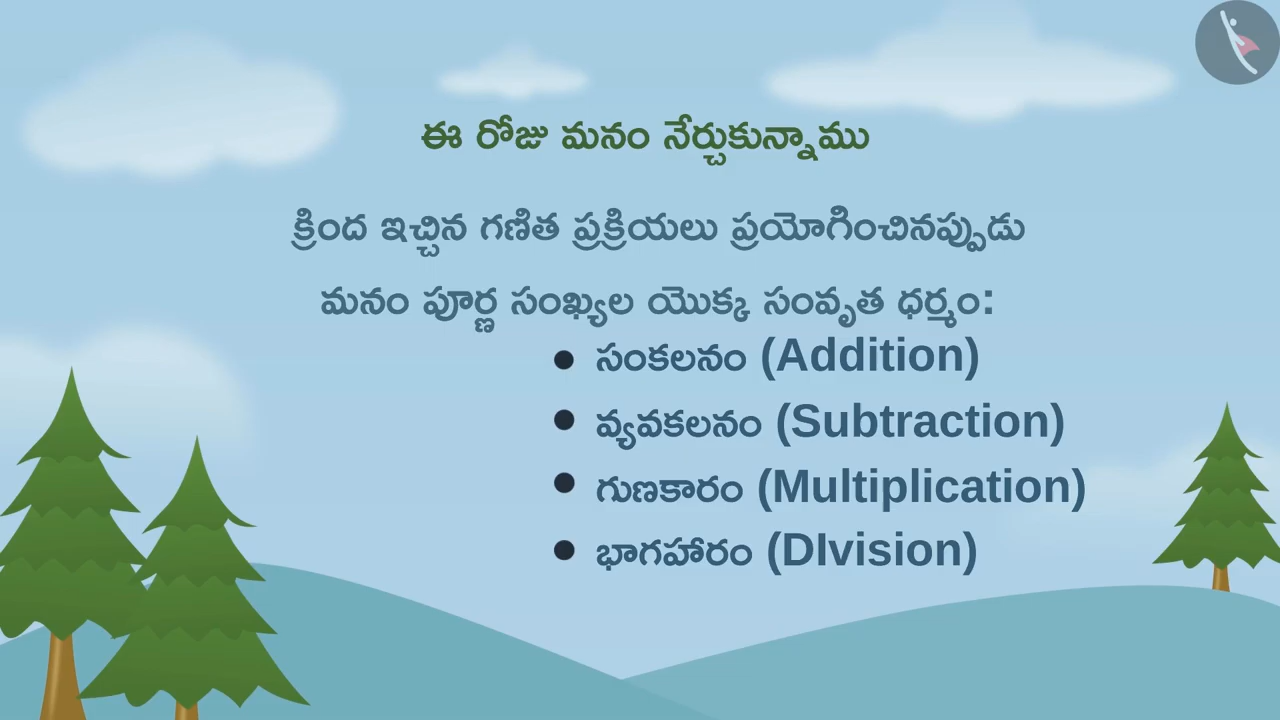 ఈ రోజు మనం నేర్చుకున్నాము
క్రింద ఇచ్చిన గణిత ప్రక్రియలు ప్రయోగించినప్పుడు
మనం పూర్ణ సంఖ్యల యొక్క సంవృత ధర్మం:
సంకలనం (Addition)
వ్యవకలనం (Subtraction)
గుణకారం (Multiplication)
భాగహారం (DIvision)